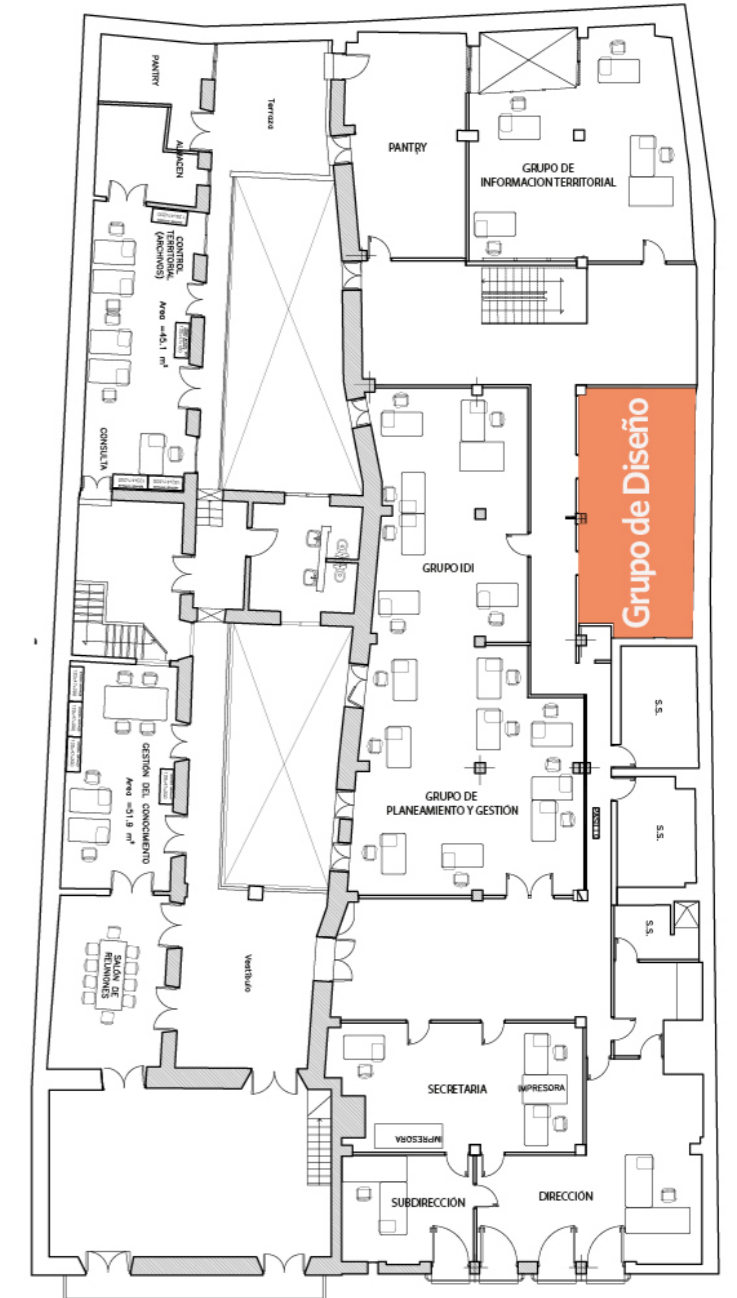 PANTRY
ALMACEN
Terraza
PANTRY
GRUPO DE
INFORMACION TERRITORIAL
CONTROL
TERRITORIAL
(ARCHIVOS)
Area =45.1 m²
CONSULTA
Grupo de Diseño
GRUPO IDI
GESTIÓN DEL CONOCIMIENTO
Area =51.9 m²
GRUPO DE
PLANEAMIENTO Y GESTIÓN
S.S.
S.S.
S.S.
SALÓN DE
REUNIONES
Vestíbulo
SECRETARIA
IMPRESORA
IMPRESORA
SUBDIRECCIÓN
DIRECCIÓN